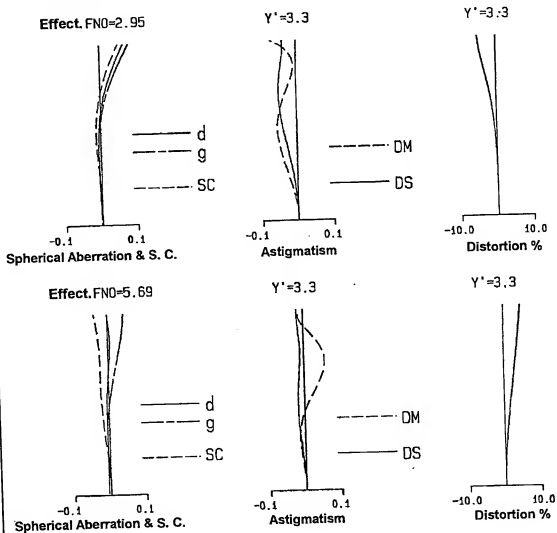 Effect. FNO=2.95
Y'=3.3
Y'=3.3
d
g
SC
DM
DS
-0.1 0.1
Spherical Aberration & S. C.
-0.1 0.1
Astigmatism
-10.0 10.0
Distortion %
Effect. FNO=5.69
Y'=3.3
Y'=3.3
d
g
SC
DM
DS
-0.1 0.1
Spherical Aberration & S. C.
-0.1 0.1
Astigmatism
-10.0 10.0
Distortion %